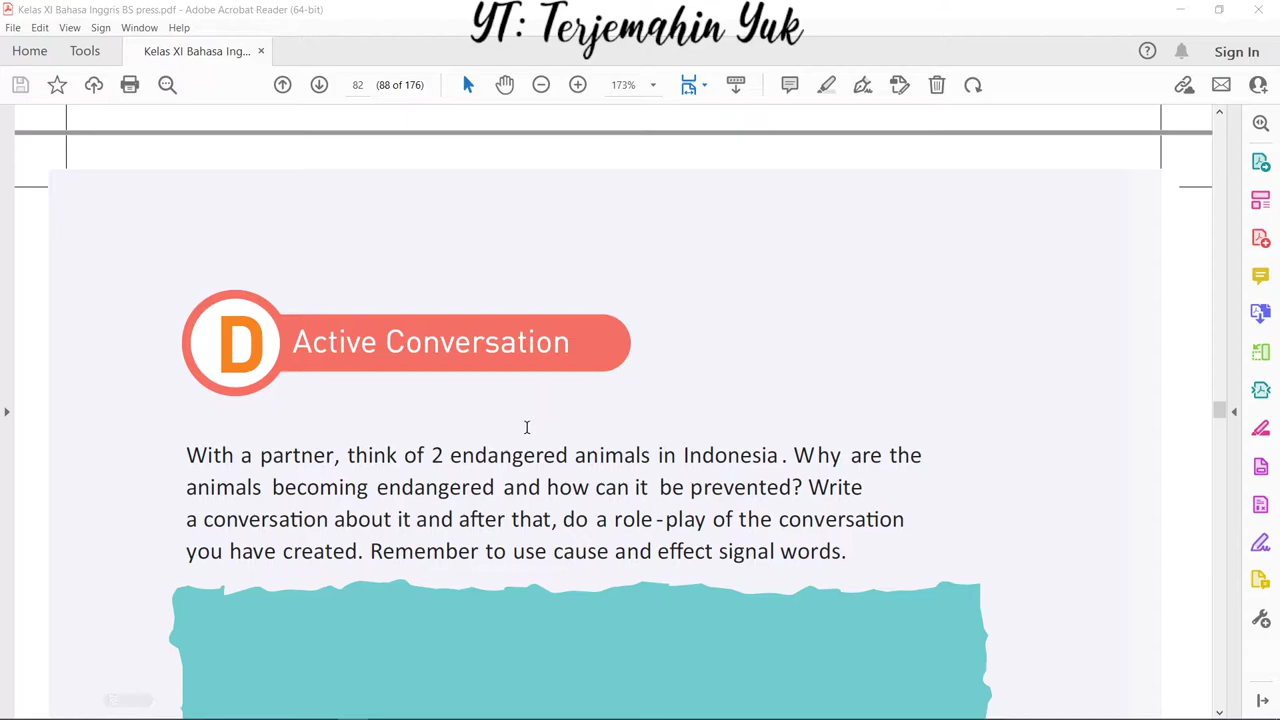 Kelas XI Bahasa Inggris BS press.pdf - Adobe Acrobat Reader (64-bit)
YT: Terjemahin Yuk
File Edit View Sign Window Help
Home Tools Kelas XI Bahasa Ing... × Sign In
82 (88 of 176) 173%
D Active Conversation
With a partner, think of 2 endangered animals in Indonesia. Why are the
animals becoming endangered and how can it be prevented? Write
a conversation about it and after that, do a role-play of the conversation
you have created. Remember to use cause and effect signal words.